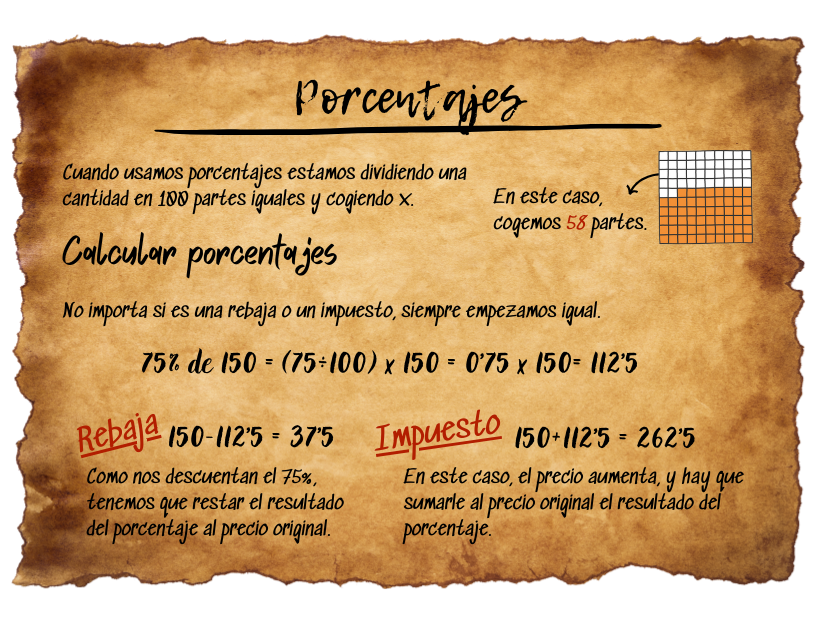 Porcentajes
Cuando usamos porcentajes estamos dividiendo una
cantidad en 100 partes iguales y cogiendo x.
En este caso,
cogemos 58 partes.
Calcular porcentajes
No importa si es una rebaja o un impuesto, siempre empezamos igual.
75% de 150 = (75÷100) x 150 = 0'75 x 150= 112'5
Rebaja 150-112'5 = 37'5
Como nos descuentan el 75%,
tenemos que restar el resultado
del porcentaje al precio original.
Impuesto 150+112'5 = 262'5
En este caso, el precio aumenta, y hay que
sumarle al precio original el resultado del
porcentaje.